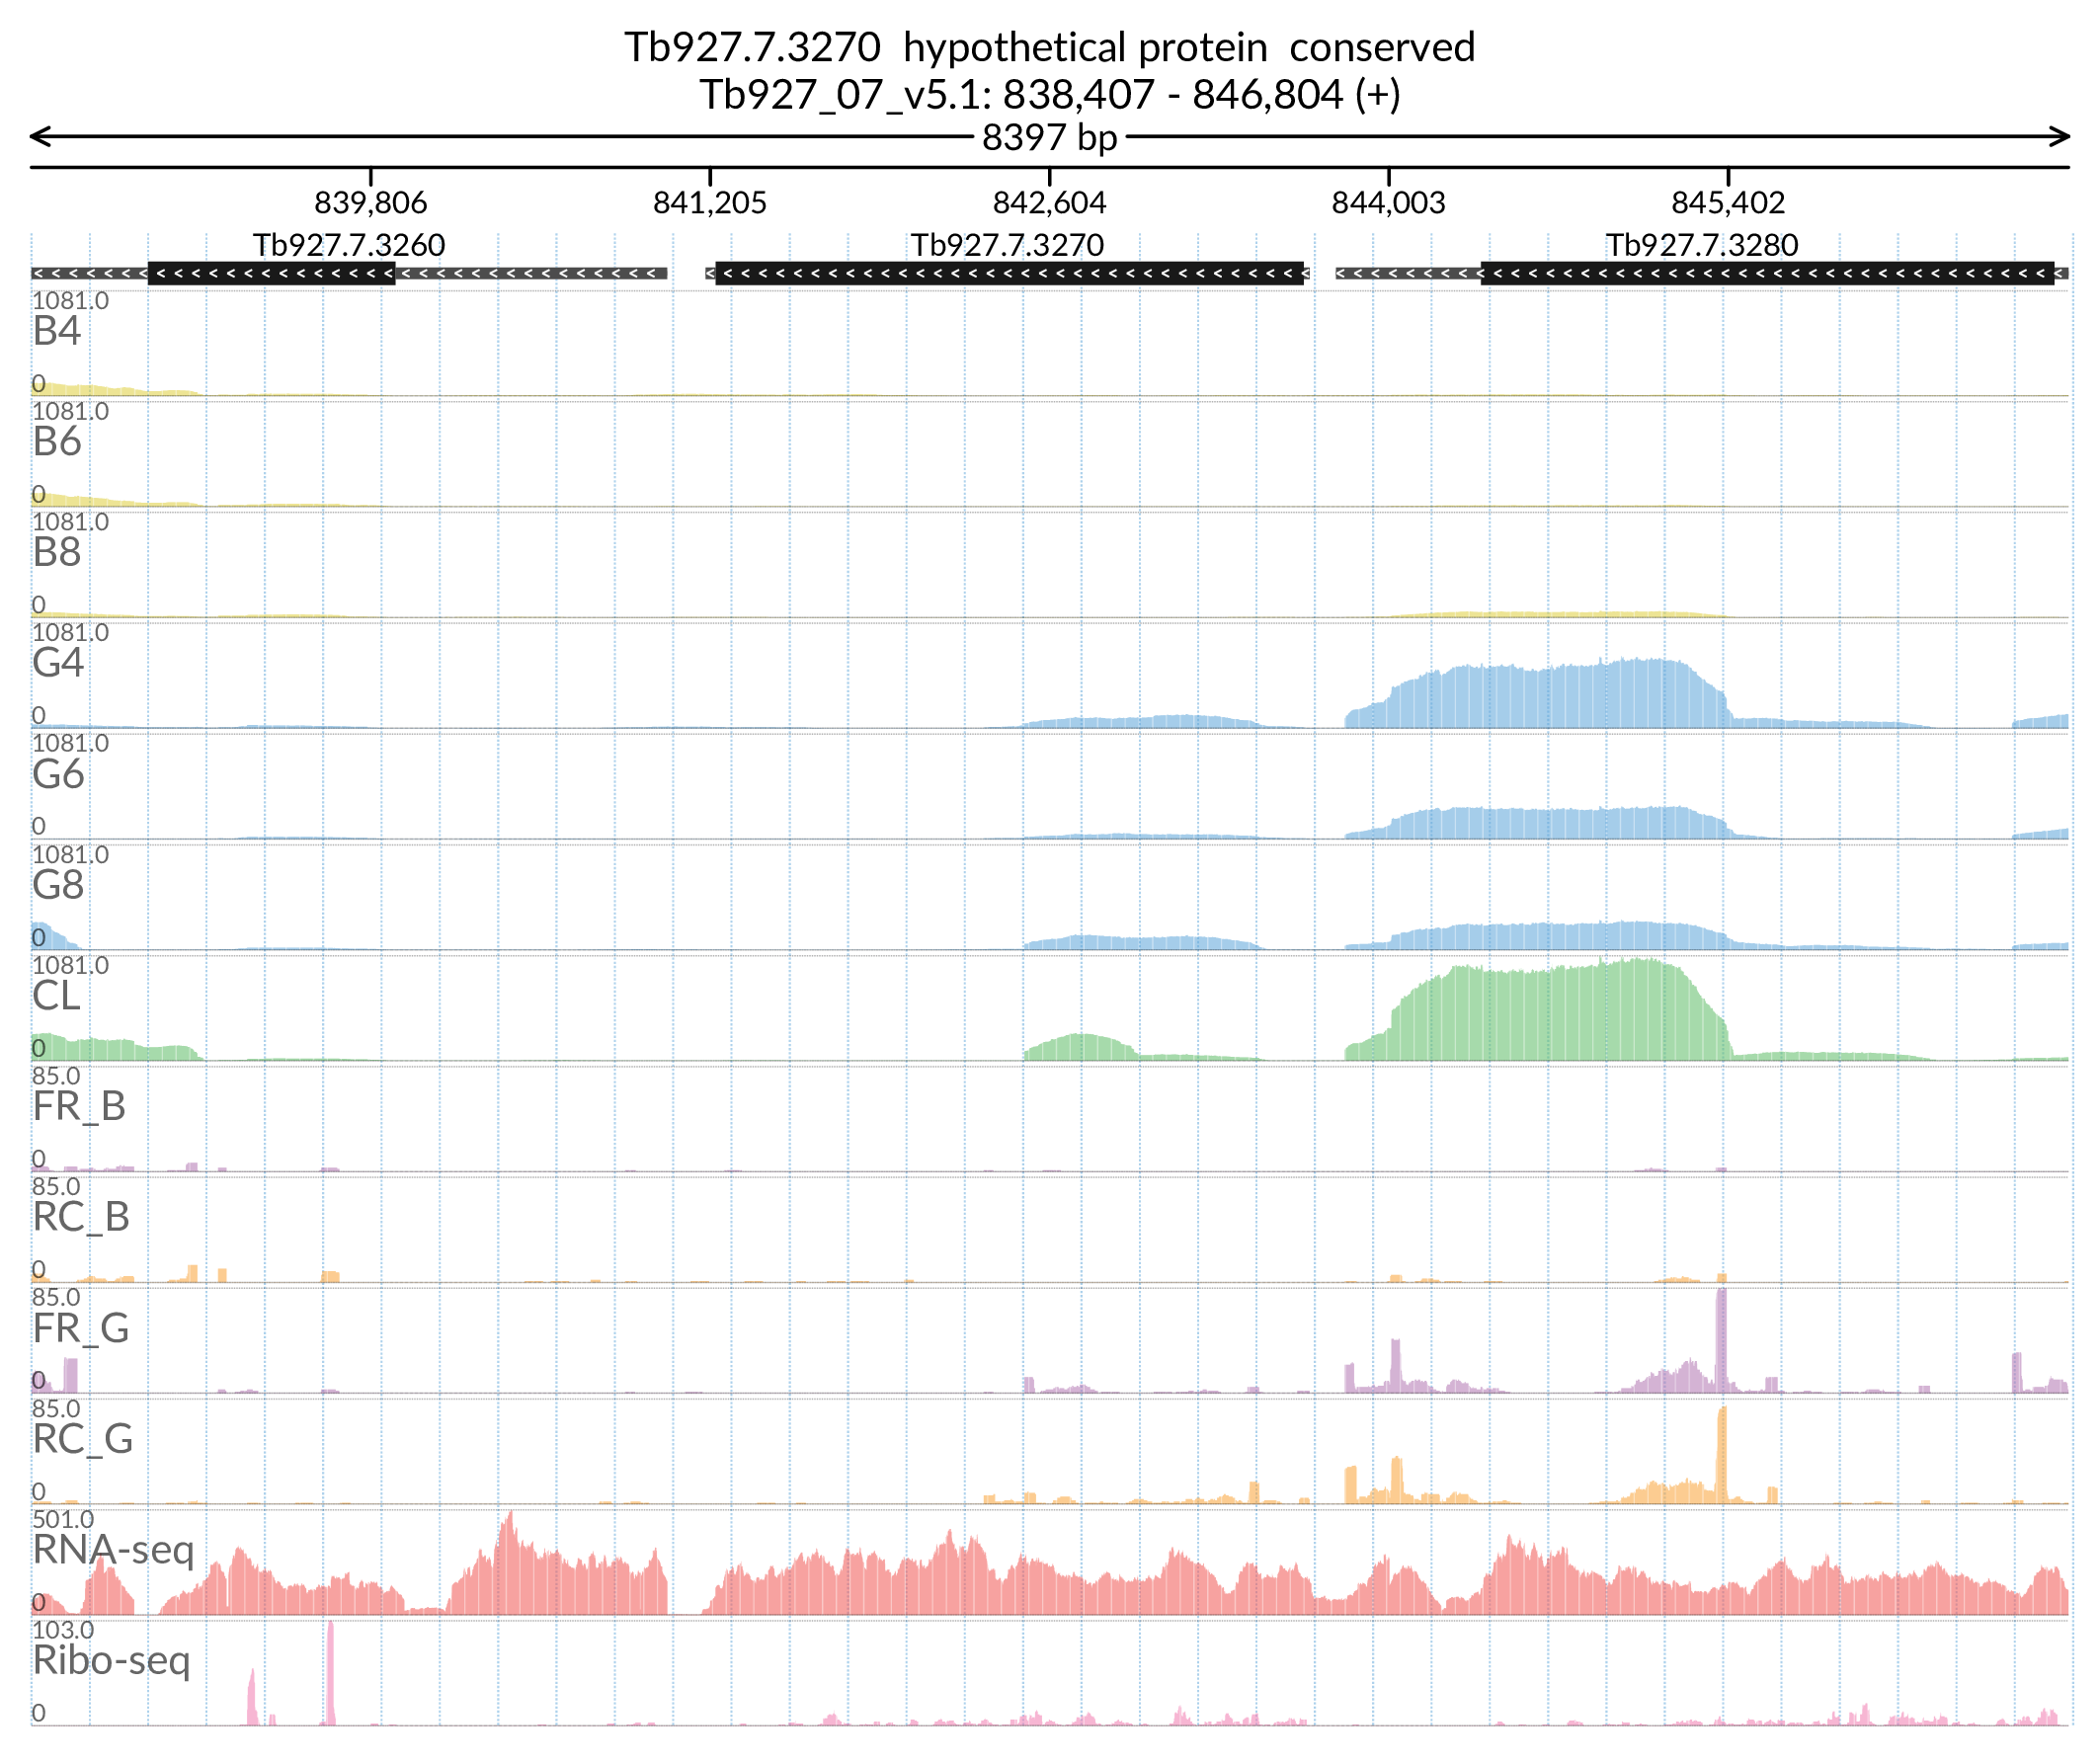 Tb927.7.3270  hypothetical protein  conserved
Tb927_07_v5.1: 838,407 - 846,804 (+)
8397 bp
839,806 841,205 842,604 844,003 845,402
Tb927.7.3260 Tb927.7.3270 Tb927.7.3280
1081.0
B4
0
1081.0
B6
0
1081.0
B8
0
1081.0
G4
0
1081.0
G6
0
1081.0
G8
0
1081.0
CL
0
85.0
FR_B
0
85.0
RC_B
0
85.0
FR_G
0
85.0
RC_G
0
501.0
RNA-seq
0
103.0
Ribo-seq
0